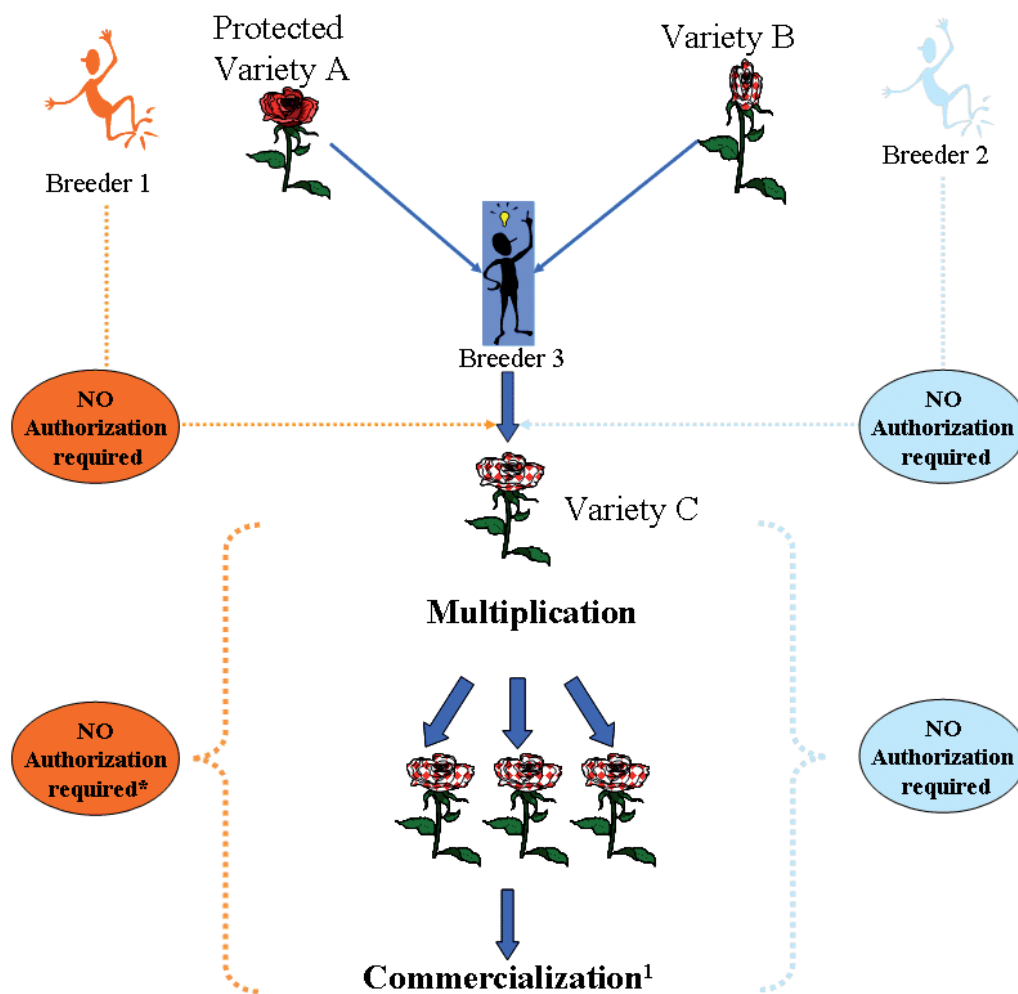 Protected
Variety A
Variety B
Breeder 1
Breeder 2
Breeder 3
NO
Authorization
required
NO
Authorization
required
Variety C
Multiplication
NO
Authorization
required*
NO
Authorization
required
Commercialization¹